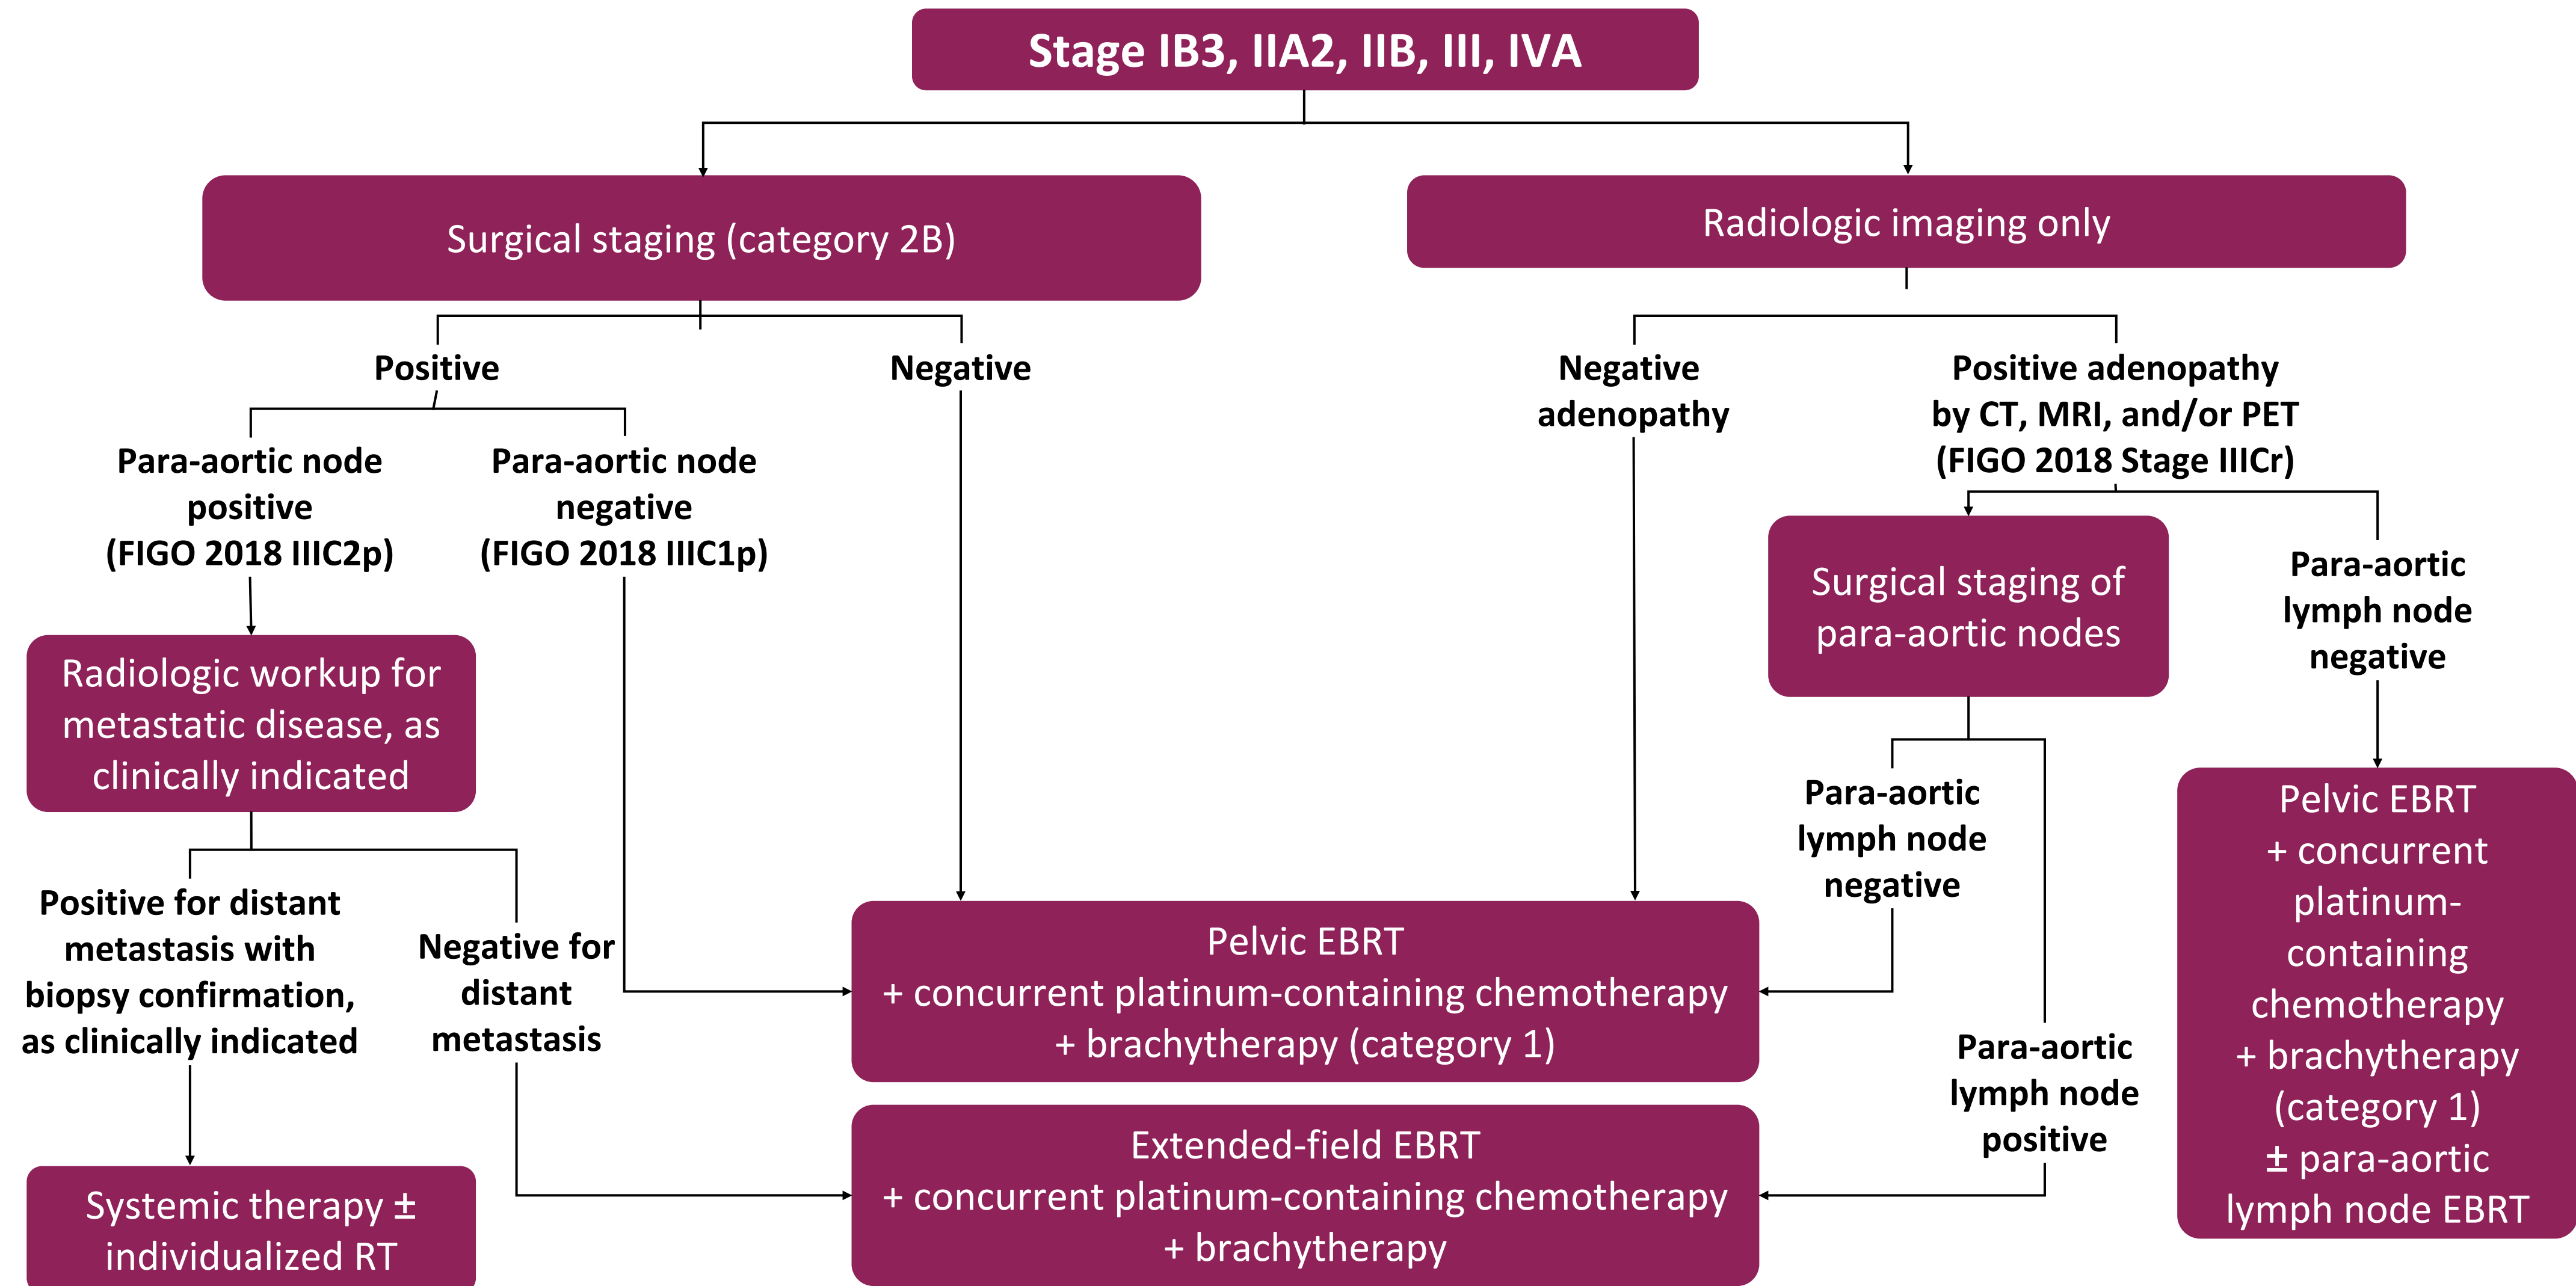 Stage IB3, IIA2, IIB, III, IVA
Surgical staging (category 2B)
Radiologic imaging only
Positive
Negative
Para-aortic node
positive
(FIGO 2018 IIIC2p)
Para-aortic node
negative
(FIGO 2018 IIIC1p)
Radiologic workup for
metastatic disease, as
clinically indicated
Positive for distant
metastasis with
biopsy confirmation,
as clinically indicated
Negative for
distant
metastasis
Systemic therapy ±
individualized RT
Negative
adenopathy
Positive adenopathy
by CT, MRI, and/or PET
(FIGO 2018 Stage IIICr)
Surgical staging of
para-aortic nodes
Para-aortic
lymph node
negative
Para-aortic
lymph node
negative
Para-aortic
lymph node
positive
Pelvic EBRT
+ concurrent platinum-containing chemotherapy
+ brachytherapy (category 1)
Extended-field EBRT
+ concurrent platinum-containing chemotherapy
+ brachytherapy
Pelvic EBRT
+ concurrent
platinum-
containing
chemotherapy
+ brachytherapy
(category 1)
± para-aortic
lymph node EBRT